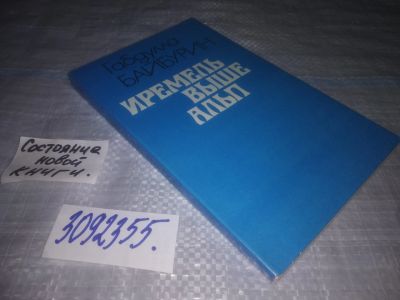 Габдулла
БАЙБУРИН
ИРЕМЕЛЬ
ВЫШЕ
АЛЬП
Состояние
новой
книги.
3092355.